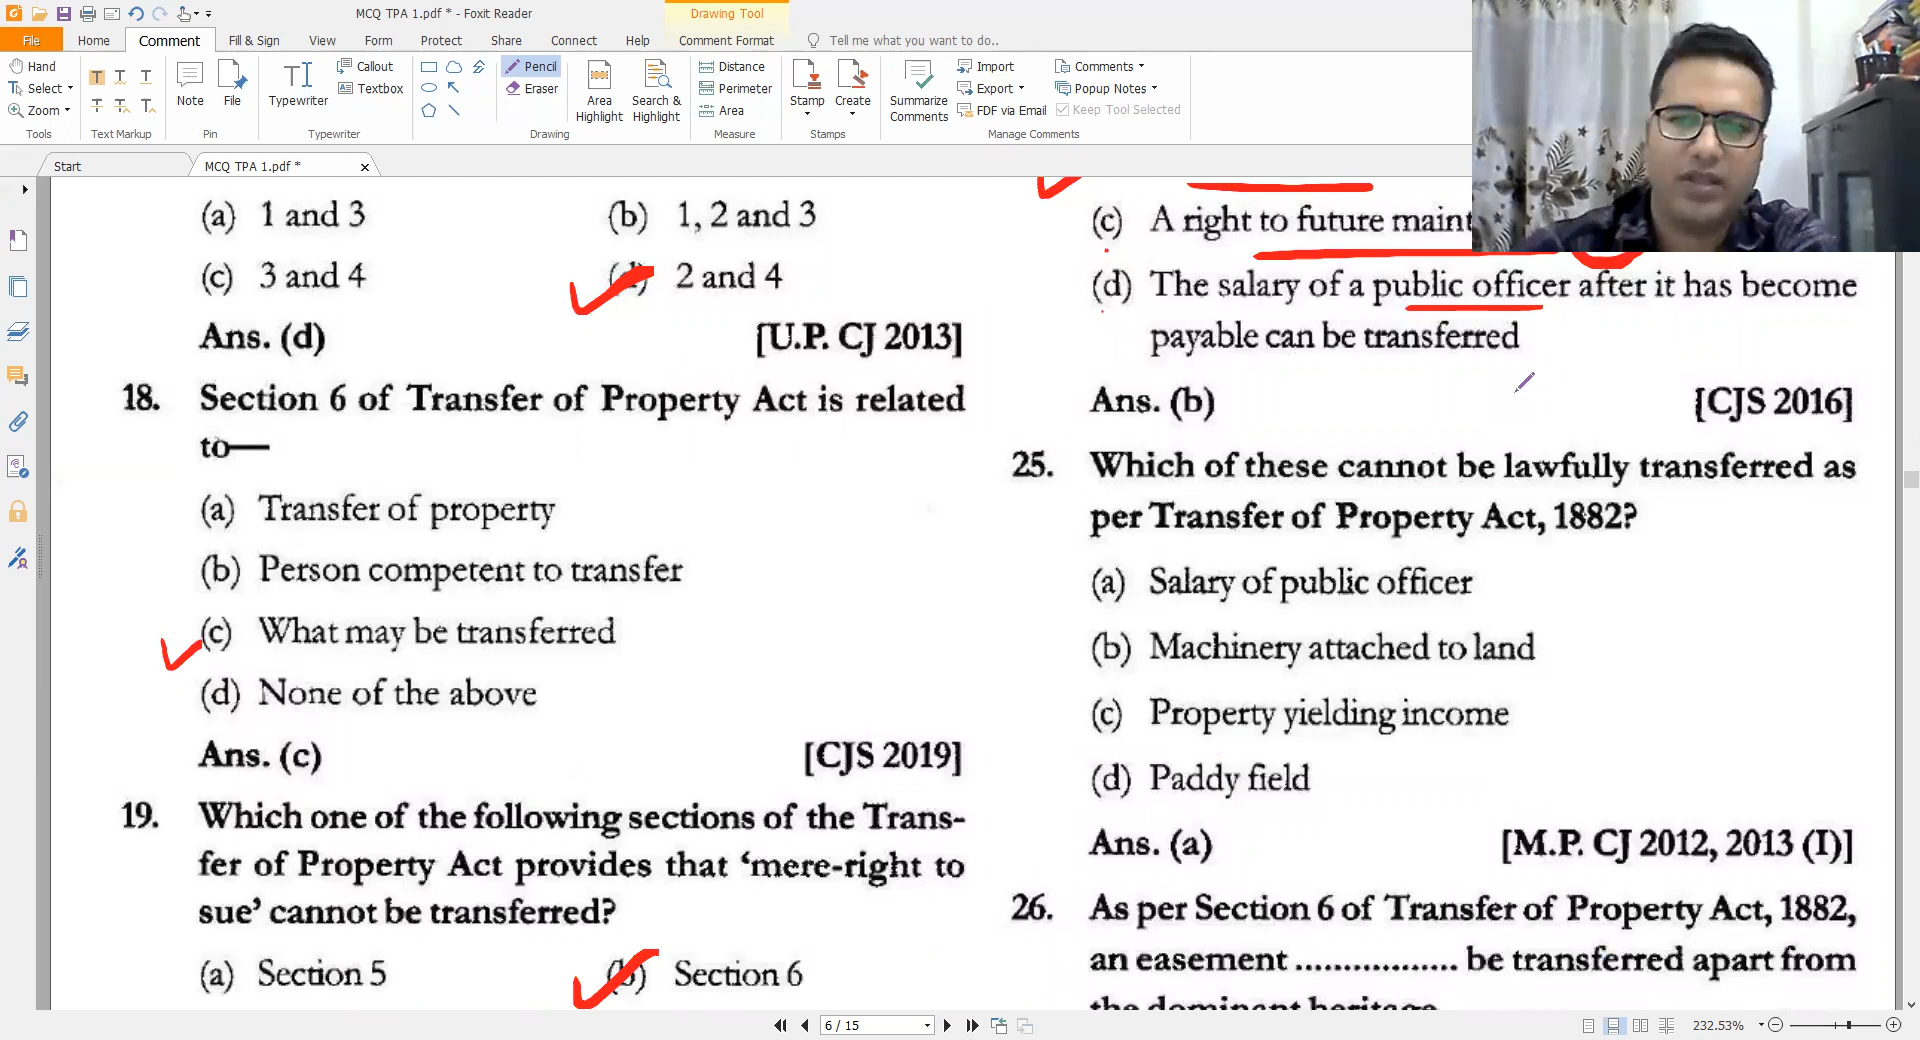 MCQ TPA 1.pdf * - Foxit Reader
Drawing Tool
File
Home
Comment
Fill & Sign
View
Form
Protect
Share
Connect
Help
Comment Format
Tell me what you want to do..
Hand
Select
Zoom
Tools
Text Markup
Note
File
Pin
Typewriter
Callout
Textbox
Typewriter
Pencil
Eraser
Area
Highlight
Search &
Highlight
Drawing
Distance
Perimeter
Area
Measure
Stamp
Create
Stamps
Summarize
Comments
Import
Export
FDF via Email
Comments
Popup Notes
Keep Tool Selected
Manage Comments
Start
MCQ TPA 1.pdf *
(a) 1 and 3
(b) 1, 2 and 3
(c) 3 and 4
(d) 2 and 4
Ans. (d) [U.P. CJ 2013]
18. Section 6 of Transfer of Property Act is related
to—
(a) Transfer of property
(b) Person competent to transfer
(c) What may be transferred
(d) None of the above
Ans. (c) [CJS 2019]
19. Which one of the following sections of the Trans-
fer of Property Act provides that ‘mere-right to
sue’ cannot be transferred?
(a) Section 5
(b) Section 6
(c) A right to future
(d) The salary of a public officer after it has become
payable can be transferred
Ans. (b) [CJS 2016]
25. Which of these cannot be lawfully transferred as
per Transfer of Property Act, 1882?
(a) Salary of public officer
(b) Machinery attached to land
(c) Property yielding income
(d) Paddy field
Ans. (a) [M.P. CJ 2012, 2013 (I)]
26. As per Section 6 of Transfer of Property Act, 1882,
an easement ................. be transferred apart from
the dominant heritage
6 / 15
232.53%